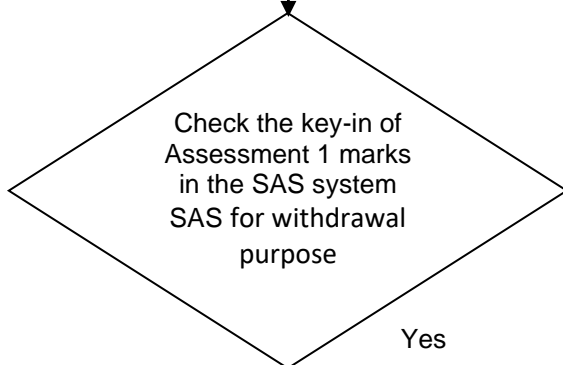 Check the key-in of
Assessment 1 marks
in the SAS system
SAS for withdrawal
purpose
Yes